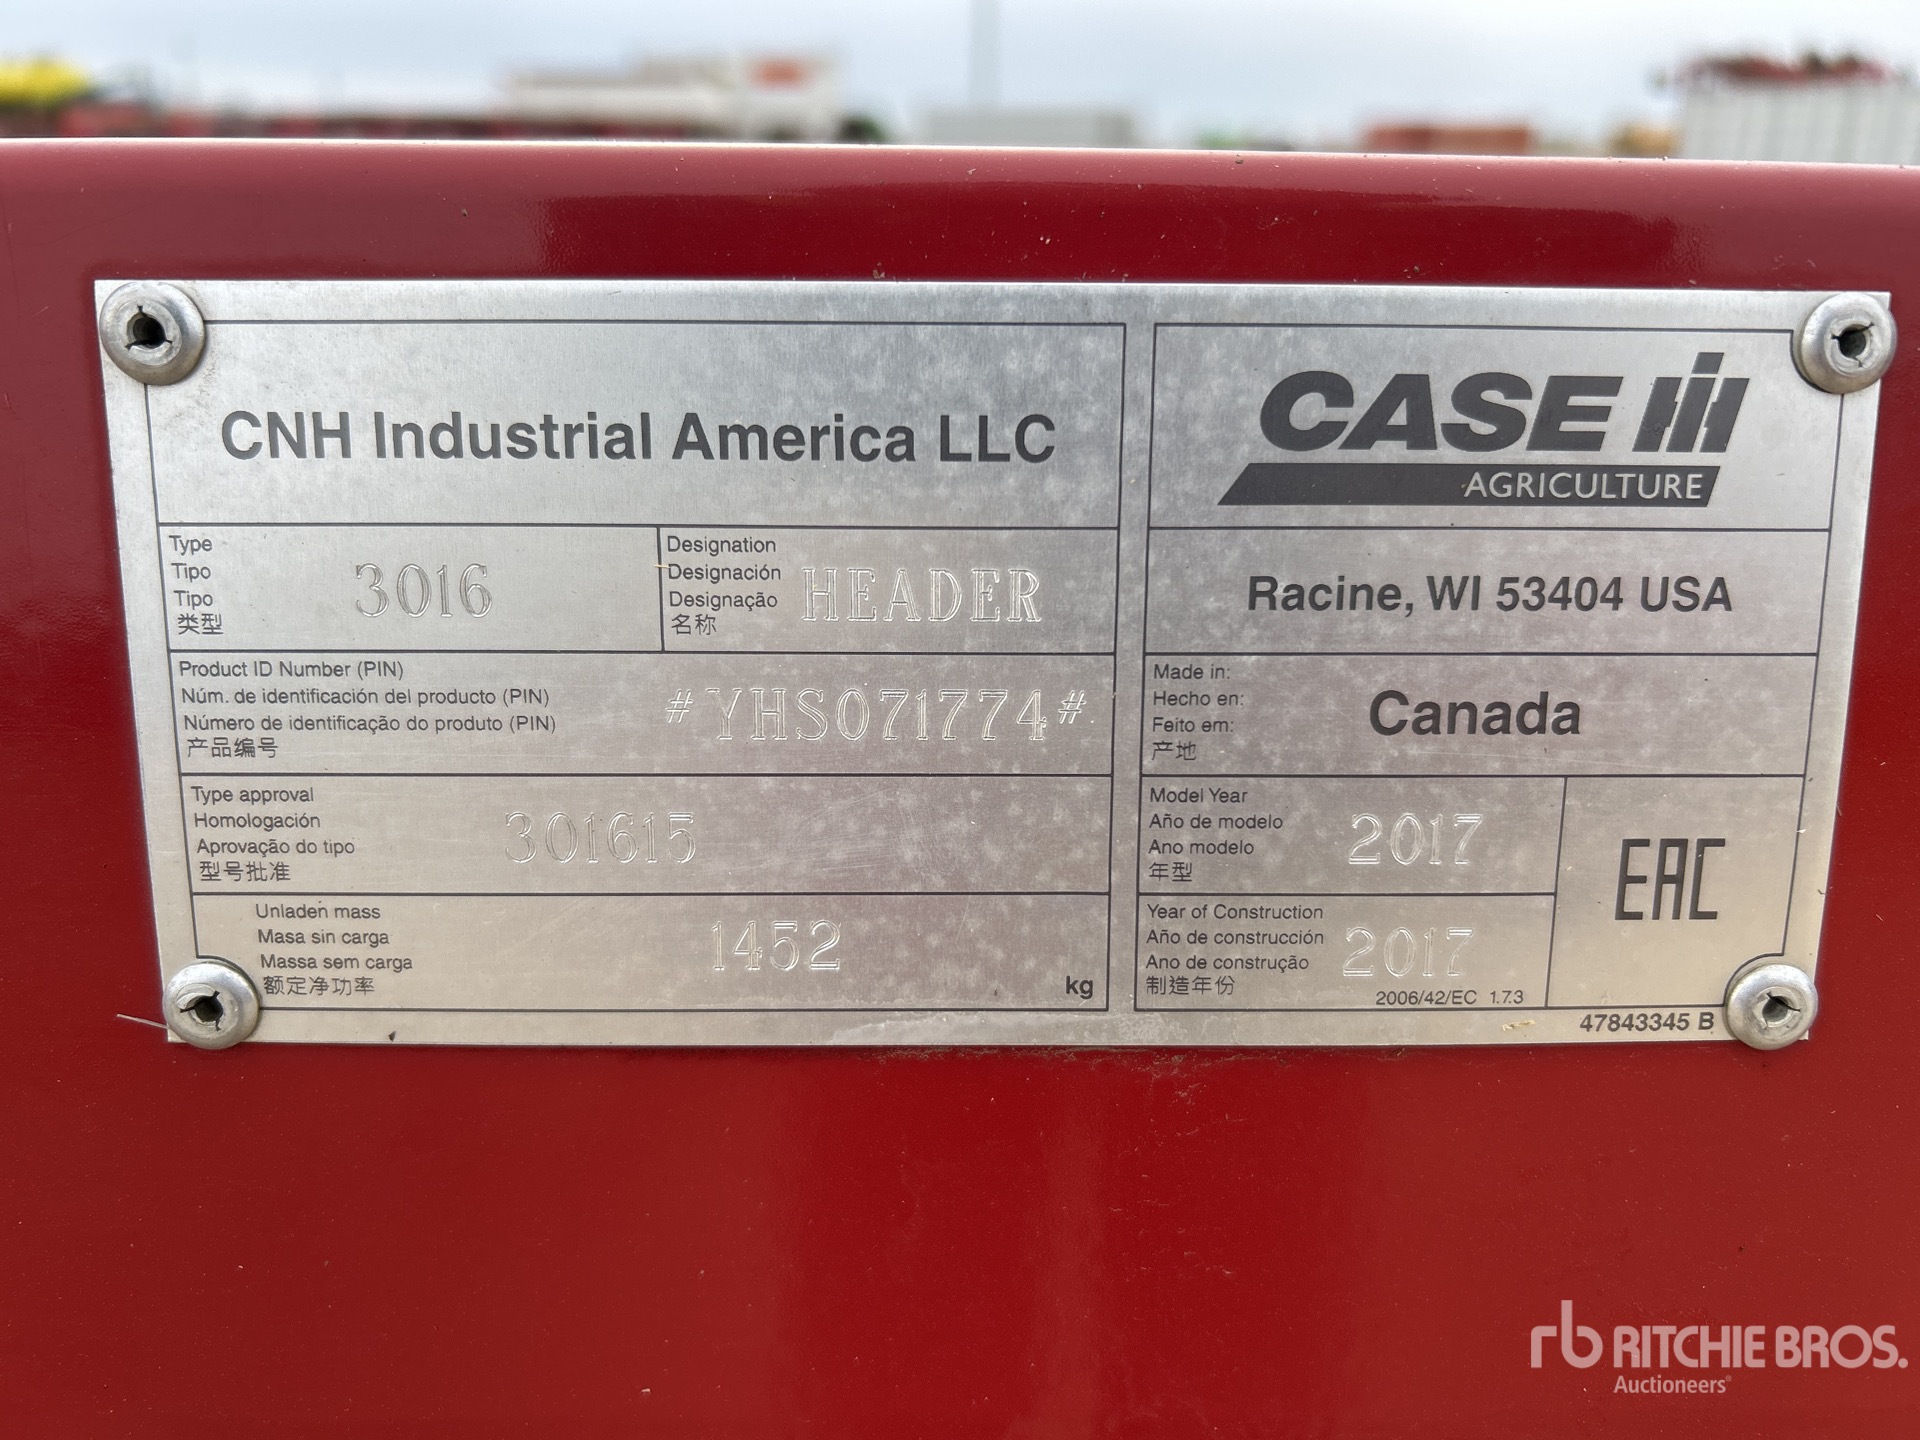 CNH Industrial America LLC
CASE IH
AGRICULTURE
Type
Tipo
Tipo
类型
3016
Designation
Designación
Designação
名称
HEADER
Racine, WI 53404 USA
Product ID Number (PIN)
Núm. de identificación del producto (PIN)
Número de identificação do produto (PIN)
产品编号
#YHS071774#
Made in:
Hecho en:
Feito em:
产地
Canada
Type approval
Homologación
Aprovação do tipo
型号批准
301615
Model Year
Año de modelo
Ano modelo
年型
2017
EAC
Unladen mass
Masa sin carga
Massa sem carga
额定净功率
1452
kg
Year of Construction
Año de construcción
Ano de construção
制造年份
2017
2006/42/EC 1.7.3
47843345 B
rb RITCHIE BROS.
Auctioneers